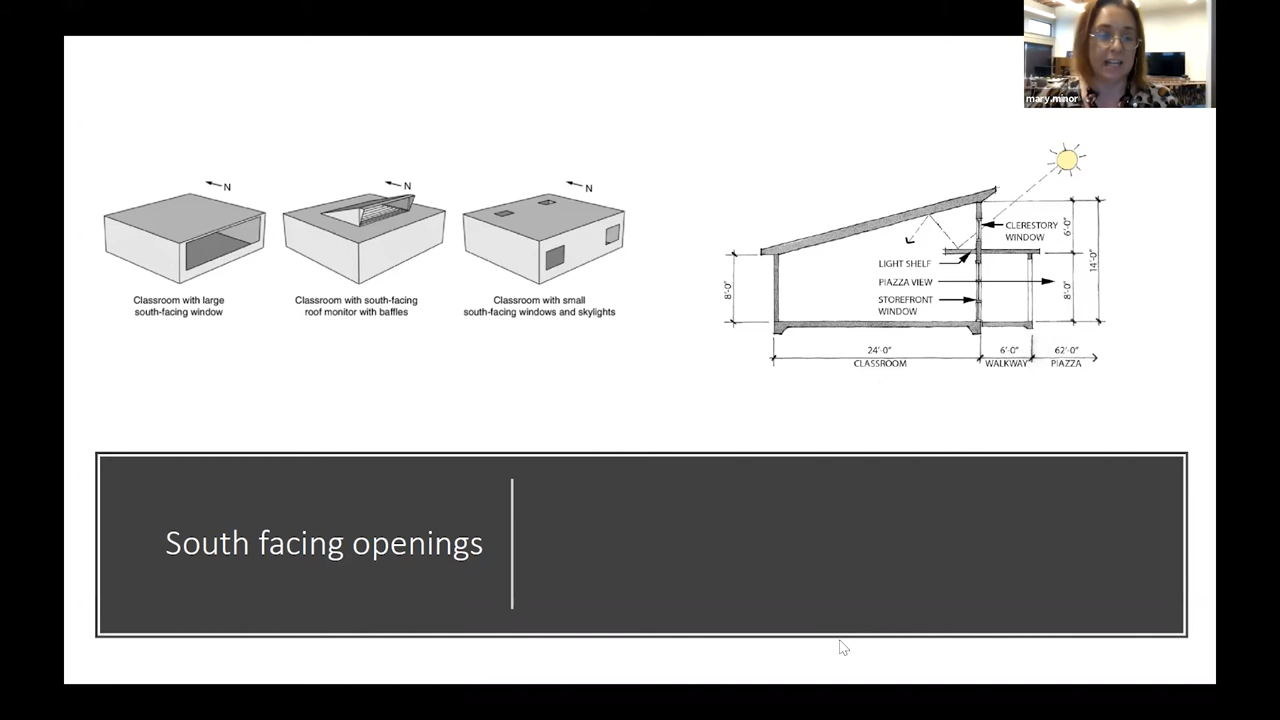 mary.minor
N
N
N
Classroom with large
south-facing window
Classroom with south-facing
roof monitor with baffles
Classroom with small
south-facing windows and skylights
CLERESTORY
WINDOW
LIGHT SHELF
PIAZZA VIEW
STOREFRONT
WINDOW
8'-0"
6'-0"
8'-0"
14'-0"
24'-0"
CLASSROOM
6'-0"
WALKWAY
62'-0"
PIAZZA
South facing openings